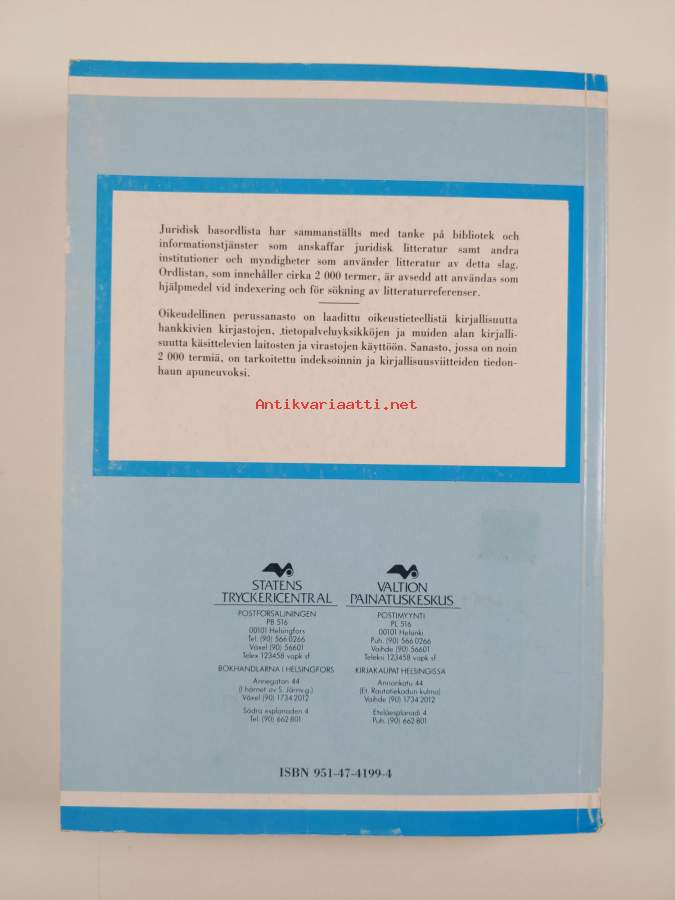 Juridisk basordlista har sammanställts med tanke på bibliotek och
informationstjänster som anskaffar juridisk litteratur samt andra
institutioner och myndigheter som använder litteratur av detta slag.
Ordlistan, som innehåller cirka 2 000 termer, är avsedd att användas som
hjälpmedel vid indexering och för sökning av litteraturreferenser.
Oikeudellinen perussanasto on laadittu oikeustieteellistä kirjallisuutta
hankkivien kirjastojen, tietopalveluyksikköjen ja muiden alan kirjalli-
suutta käsittelevien laitosten ja virastojen käyttöön. Sanasto, jossa on noin
2 000 termiä, on tarkoitettu indeksoinnin ja kirjallisuusviitteiden tiedon-
haun apuneuvoksi.
Antikvariaatti.net
STATENS
TRYCKERICENTRAL
POSTFÖRSÄLJNINGEN
PB 516
00101 Helsingfors
Tel. (90) 566 0266
Växel (90) 56601
Telex 123458 vapk sf
BOKHANDLARNA I HELSINGFORS
Annegatan 44
(I hörnet av S. Järnv.g.)
Växel (90) 1734 2012
Södra esplanaden 4
Tel. (90) 662 801
VALTION
PAINATUSKESKUS
POSTIMYYNTI
PL 516
00101 Helsinki
Puh. (90) 566 0266
Vaihde (90) 56601
Teleksi 123458 vapk sf
KIRJAKAUPAT HELSINGISSÄ
Annankatu 44
(Et. Rautatiekadun kulma)
Vaihde (90) 1734 2012
Eteläesplanadi 4
Puh. (90) 662 801
ISBN 951-47-4199-4